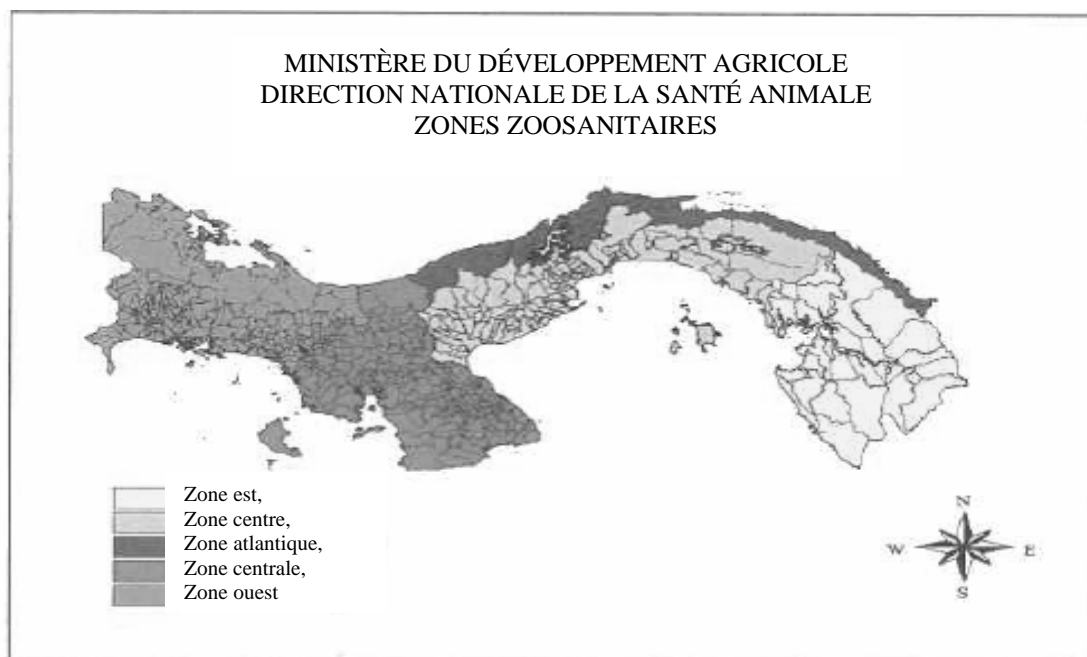 MINISTÈRE DU DÉVELOPPEMENT AGRICOLE
DIRECTION NATIONALE DE LA SANTÉ ANIMALE
ZONES ZOOSANITAIRES
Zone est,
Zone centre,
Zone atlantique,
Zone centrale,
Zone ouest
N
W E
S